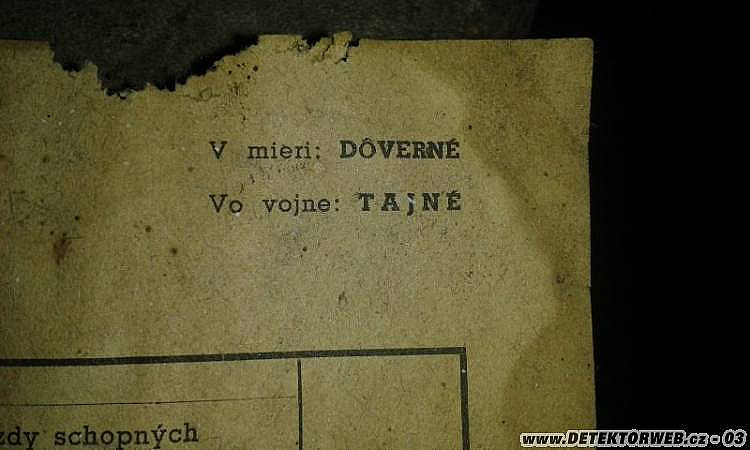 V mieri: DÔVERNÉ
Vo vojne: TAJNÉ
zdy schopných
www.DETEKTORWEB.cz - 03